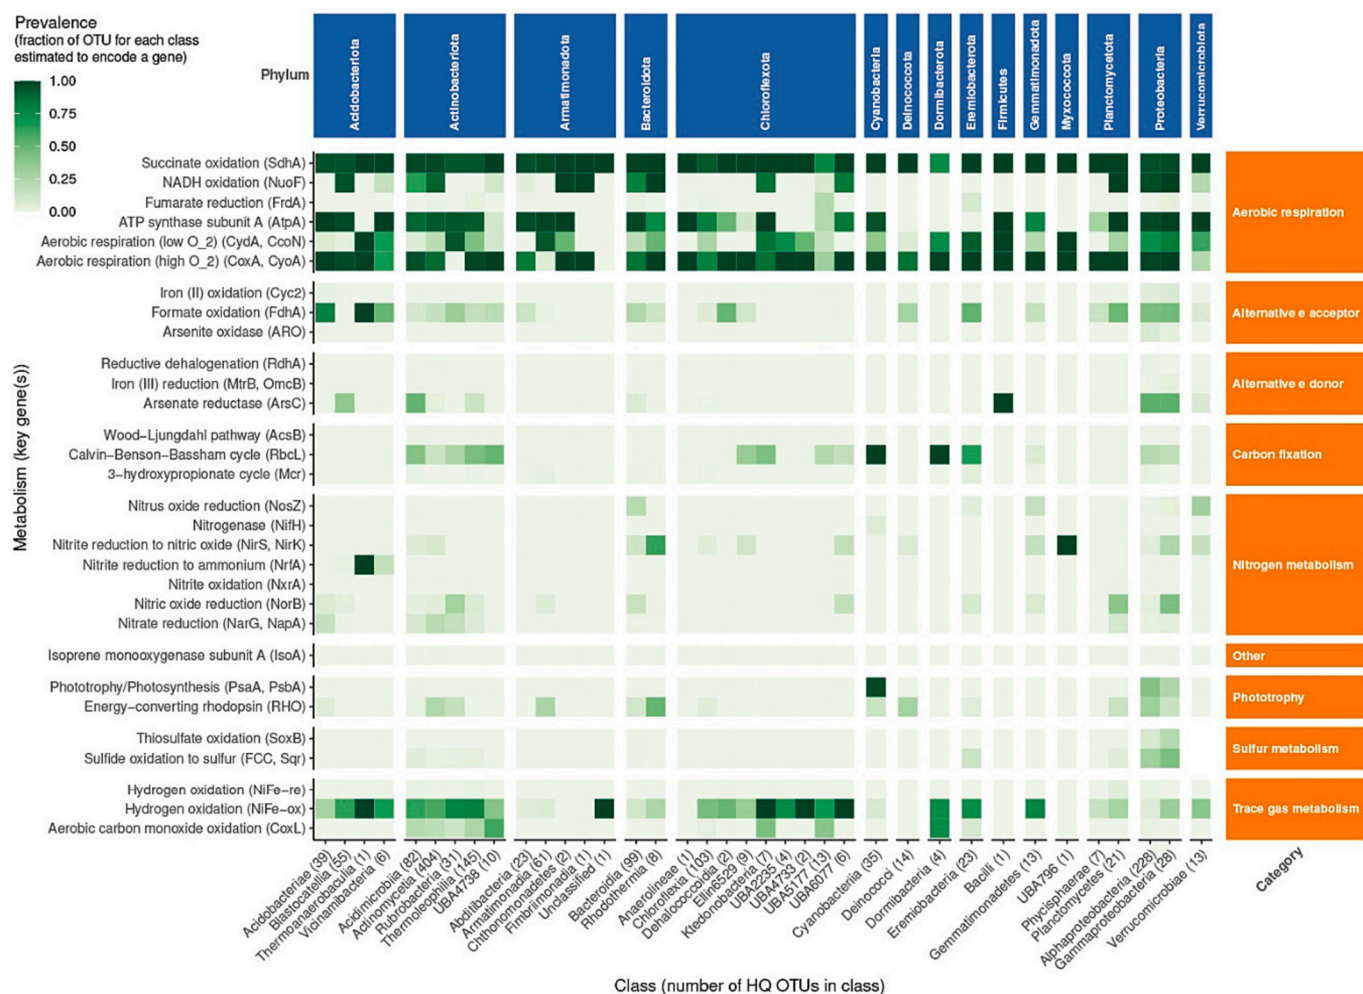 Prevalence
(fraction of OTU for each class
estimated to encode a gene)
1.00
0.75
0.50
0.25
0.00
Phylum
Acidobacteriota
Actinobacteriota
Armatimonadota
Bacteroidota
Chloroflexota
Cyanobacteria
Deinococcota
Dormibacterota
Eremiobacterota
Firmicutes
Gemmatimonadota
Myxococcota
Planctomycetota
Proteobacteria
Verrucomicrobiota
Metabolism (key gene(s))
Succinate oxidation (SdhA)
NADH oxidation (NuoF)
Fumarate reduction (FrdA)
ATP synthase subunit A (AtpA)
Aerobic respiration (low O_2) (CydA, CcoN)
Aerobic respiration (high O_2) (CoxA, CyoA)
Aerobic respiration
Iron (II) oxidation (Cyc2)
Formate oxidation (FdhA)
Arsenite oxidase (ARO)
Alternative e acceptor
Reductive dehalogenation (RdhA)
Iron (III) reduction (MtrB, OmcB)
Arsenate reductase (ArsC)
Alternative e donor
Wood-Ljungdahl pathway (AcsB)
Calvin-Benson-Bassham cycle (RbcL)
3-hydroxypropionate cycle (Mcr)
Carbon fixation
Nitrus oxide reduction (NosZ)
Nitrogenase (NifH)
Nitrite reduction to nitric oxide (NirS, NirK)
Nitrite reduction to ammonium (NrfA)
Nitrite oxidation (NxrA)
Nitric oxide reduction (NorB)
Nitrate reduction (NarG, NapA)
Nitrogen metabolism
Isoprene monooxygenase subunit A (IsoA)
Other
Phototrophy/Photosynthesis (PsaA, PsbA)
Energy-converting rhodopsin (RHO)
Phototrophy
Thiosulfate oxidation (SoxB)
Sulfide oxidation to sulfur (FCC, Sqr)
Sulfur metabolism
Hydrogen oxidation (NiFe-re)
Hydrogen oxidation (NiFe-ox)
Aerobic carbon monoxide oxidation (CoxL)
Trace gas metabolism
Acidobacteriae (39)
Blastocatellia (55)
Thermoanaerobaculia (1)
Vicinamibacteria (6)
Acidimicrobiia (82)
Actinomycetia (404)
Rubrobacteria (31)
Thermoleophilia (145)
UBA4738 (10)
Abditibacteria (23)
Armatimonadia (61)
Chthonomonadetes (2)
Fimbriimonadia (1)
Unclassified (1)
Bacteroidia (99)
Rhodothermia (8)
Anaerolineae (1)
Chloroflexia (103)
Dehalococcoidia (2)
Ellin6529 (9)
Ktedonobacteria (7)
UBA2235 (4)
UBA4733 (2)
UBA5177 (13)
UBA6077 (6)
Cyanobacteriia (35)
Deinococci (14)
Dormibacteria (4)
Eremiobacteria (23)
Bacilli (1)
Gemmatimonadetes (13)
UBA796 (1)
Phycisphaerae (7)
Planctomycetes (21)
Alphaproteobacteria (228)
Gammaproteobacteria (28)
Verrucomicrobiae (13)
Category
Class (number of HQ OTUs in class)